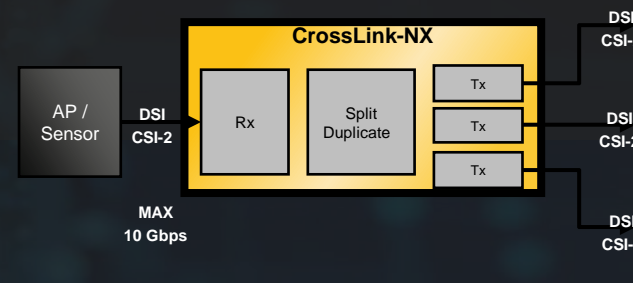 CrossLink-NX
DSI
CSI-
AP /
Sensor
DSI
CSI-2
Rx
Split
Duplicate
Tx
Tx
Tx
DSI
CSI-2
MAX
10 Gbps
DSI
CSI-